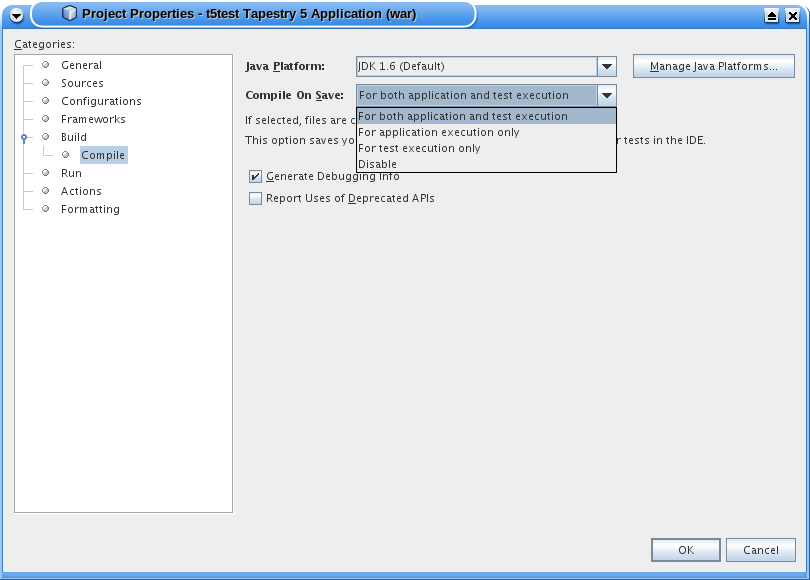 Project Properties - t5test Tapestry 5 Application (war)
Categories:
General
Sources
Configurations
Frameworks
Build
Compile
Run
Actions
Formatting
Java Platform: JDK 1.6 (Default) Manage Java Platforms...
Compile On Save: For both application and test execution
For both application and test execution
For application execution only
For test execution only
Disable
If selected, files are
This option saves tests in the IDE.
Generate Debugging Info
Report Uses of Deprecated APIs
OK Cancel